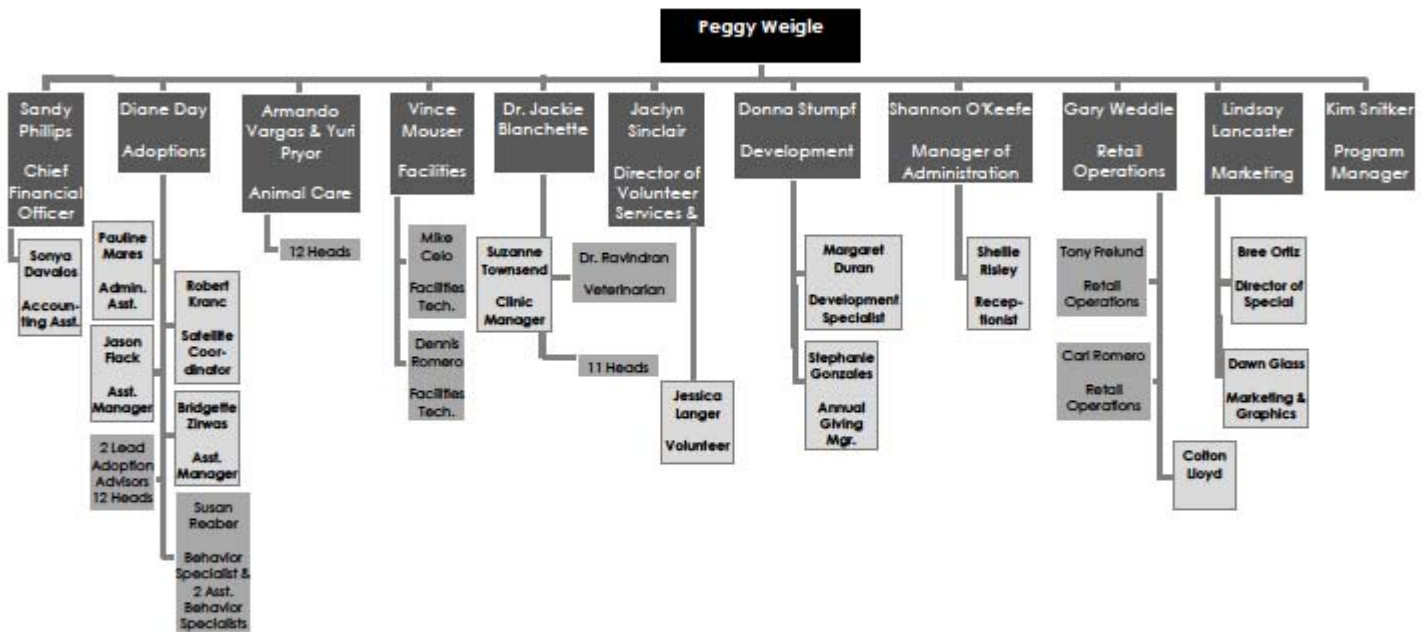 Peggy Weigle
Sandy
Phillips
Chief
Financial
Officer
Diane Day
Adoptions
Armando
Vargas & Yuri
Pryor
Animal Care
Vince
Mouser
Facilities
Dr. Jackie
Blanchette
Jaclyn
Sinclair
Director of
Volunteer
Services &
Donna Stumpf
Development
Shannon O'Keefe
Manager of
Administration
Gary Weddle
Retail
Operations
Lindsay
Lancaster
Marketing
Kim Snitker
Program
Manager
Sonya
Davalos
Accoun-
ting Asst.
Pauline
Mares
Admin.
Asst.
Jason
Flack
Asst.
Manager
2 Lead
Adoption
Advisors
12 Heads
Robert
Kranc
Satellite
Coor-
dinator
Bridgette
Zirwas
Asst.
Manager
Susan
Reaber
Behavior
Specialist &
2 Asst.
Behavior
Specialists
12 Heads
Mike
Celo
Facilities
Tech.
Dennis
Romero
Facilities
Tech.
Suzanne
Townsend
Clinic
Manager
Dr. Ravindran
Veterinarian
11 Heads
Jessica
Langer
Volunteer
Margaret
Duran
Development
Specialist
Stephanie
Gonzales
Annual
Giving
Mgr.
Shellie
Risley
Recep-
tionist
Tony Frelund
Retail
Operations
Carl Romero
Retail
Operations
Colton
Lloyd
Bree Ortiz
Director of
Special
Dawn Glass
Marketing &
Graphics